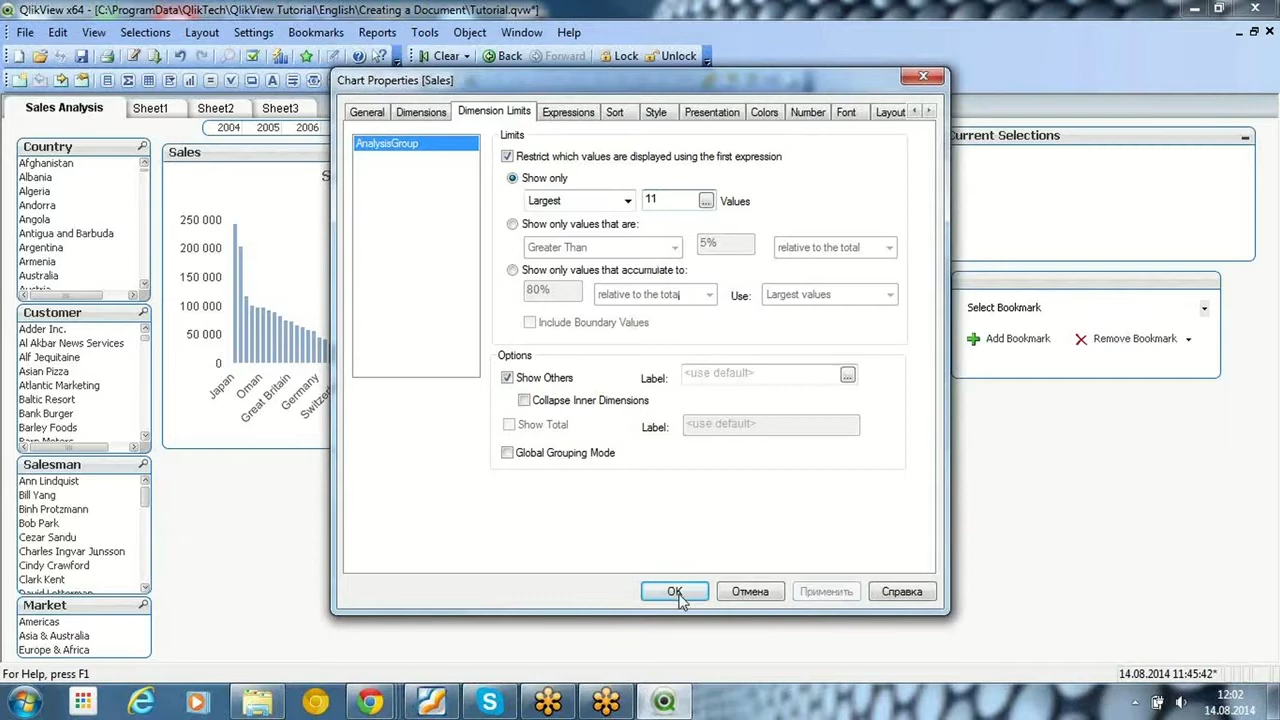 QlikView x64 - [C:\ProgramData\QlikTech\QlikView Tutorial\English\Creating a Document\Tutorial.qvw*]
File Edit View Selections Layout Settings Bookmarks Reports Tools Object Window Help
Clear Back Forward Lock Unlock
Sales Analysis Sheet1 Sheet2 Sheet3
2004 2005 2006
Country
Afghanistan
Albania
Algeria
Andorra
Angola
Antigua and Barbuda
Argentina
Armenia
Australia
Customer
Adder Inc.
Al Akbar News Services
Alf Jequitaine
Asian Pizza
Atlantic Marketing
Baltic Resort
Bank Burger
Barley Foods
Salesman
Ann Lindquist
Bill Yang
Binh Protzmann
Bob Park
Cezar Sandu
Charles Ingvar Jönsson
Cindy Crawford
Clark Kent
Market
Americas
Asia & Australia
Europe & Africa
Sales
S
250 000
200 000
150 000
100 000
50 000
0
Japan
Oman
Great Britain
Germany
Chart Properties [Sales]
General Dimensions Dimension Limits Expressions Sort Style Presentation Colors Number Font Layout
AnalysisGroup
Limits
Restrict which values are displayed using the first expression
Show only
Largest 11 ... Values
Show only values that are:
Greater Than 5% relative to the total
Show only values that accumulate to:
80% relative to the total Use: Largest values
Include Boundary Values
Options
Show Others Label: <use default> ...
Collapse Inner Dimensions
Show Total Label: <use default>
Global Grouping Mode
OK Отмена Применить Справка
Current Selections
Select Bookmark
Add Bookmark Remove Bookmark
For Help, press F1
14.08.2014 11:45:42*
12:02
14.08.2014